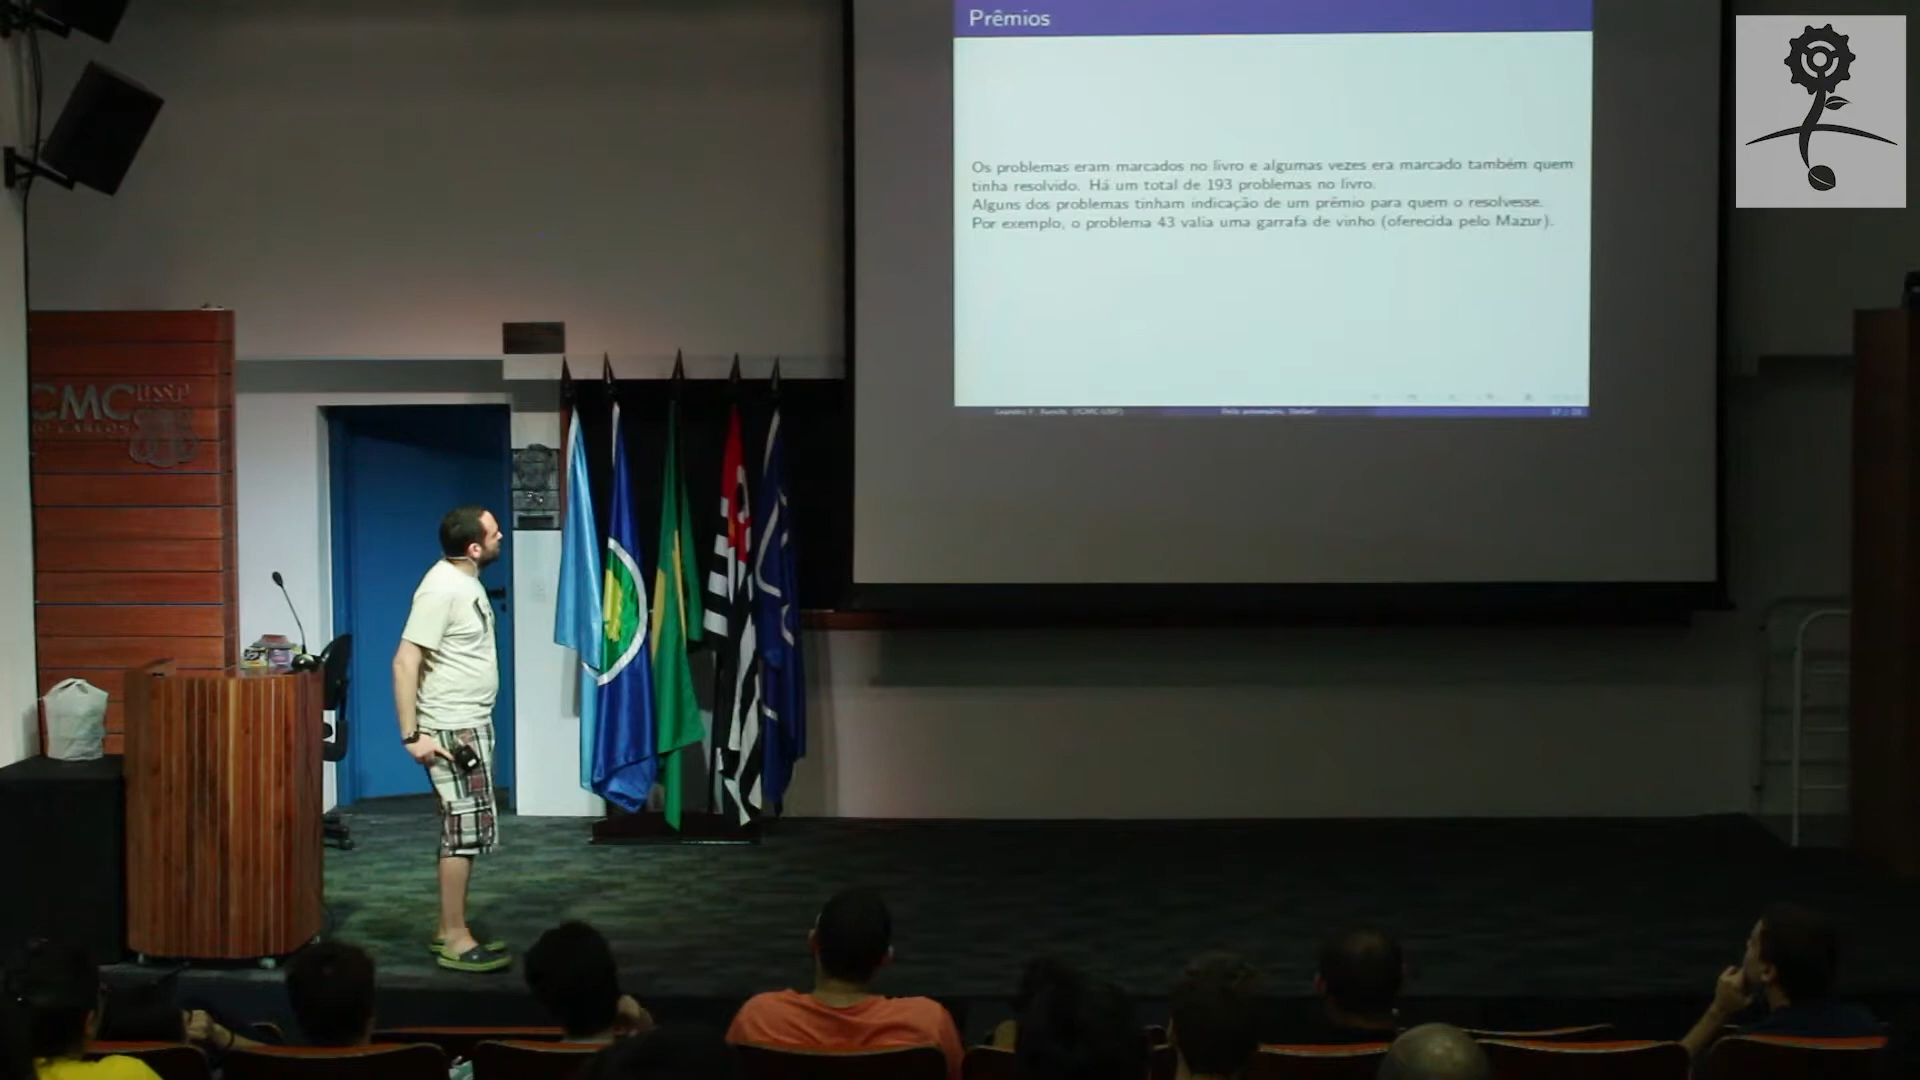 Prêmios
Os problemas eram marcados no livro e algumas vezes era marcado também quem
tinha resolvido. Há um total de 193 problemas no livro.
Alguns dos problemas tinham indicação de um prêmio para quem o resolvesse.
Por exemplo, o problema 43 valia uma garrafa de vinho (oferecida pelo Mazur).
CMC USP